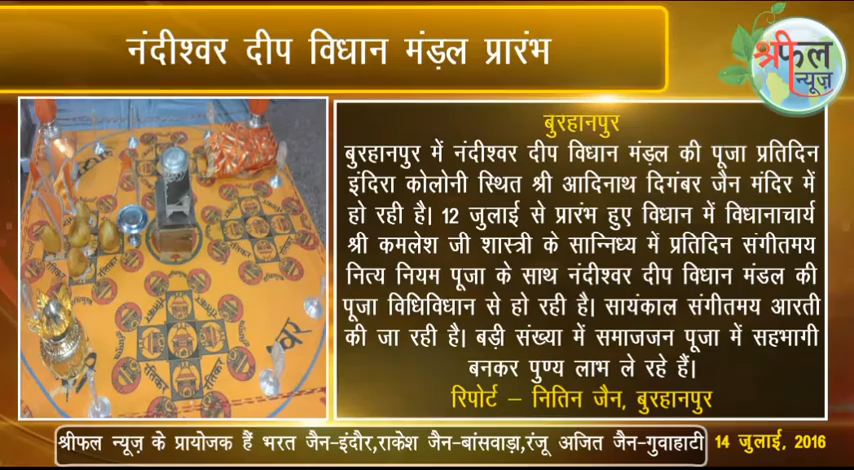 नंदीश्वर दीप विधान मंड़ल प्रारंभ
श्रीफल
न्यूज़
बुरहानपुर
बुरहानपुर में नंदीश्वर दीप विधान मंड़ल की पूजा प्रतिदिन
इंदिरा कोलोनी स्थित श्री आदिनाथ दिगंबर जैन मंदिर में
हो रही है। 12 जुलाई से प्रारंभ हुए विधान में विधानाचार्य
श्री कमलेश जी शास्त्री के सान्निध्य में प्रतिदिन संगीतमय
नित्य नियम पूजा के साथ नंदीश्वर दीप विधान मंडल की
पूजा विधिविधान से हो रही है। सायंकाल संगीतमय आरती
की जा रही है। बड़ी संख्या में समाजजन पूजा में सहभागी
बनकर पुण्य लाभ ले रहे हैं।
रिपोर्ट – नितिन जैन, बुरहानपुर
श्रीफल न्यूज़ के प्रायोजक हैं भरत जैन-इंदौर,राकेश जैन-बांसवाड़ा,रंजू अजित जैन-गुवाहाटी
14 जुलाई, 2016